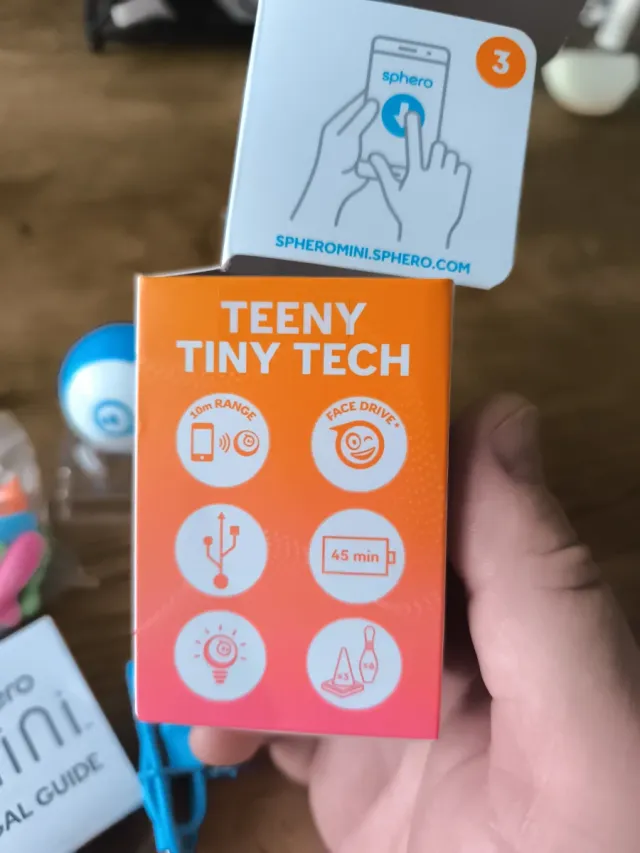 3
sphero
SPHEROMINI.SPHERO.COM
TEENY
TINY TECH
10m RANGE
FACE DRIVE*
45 min
x3
x6
ero
ini
GAL GUIDE